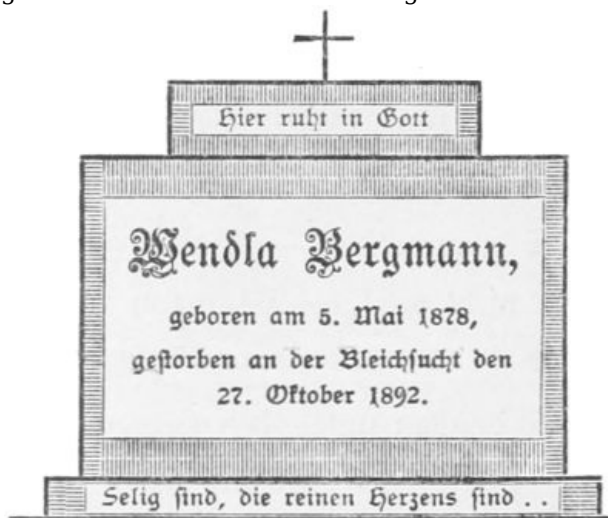 Hier ruht in Gott
Wendla Bergmann,
geboren am 5. Mai 1878,
gestorben an der Bleichsucht den
27. Oktober 1892.
Selig sind, die reinen Herzens sind . .